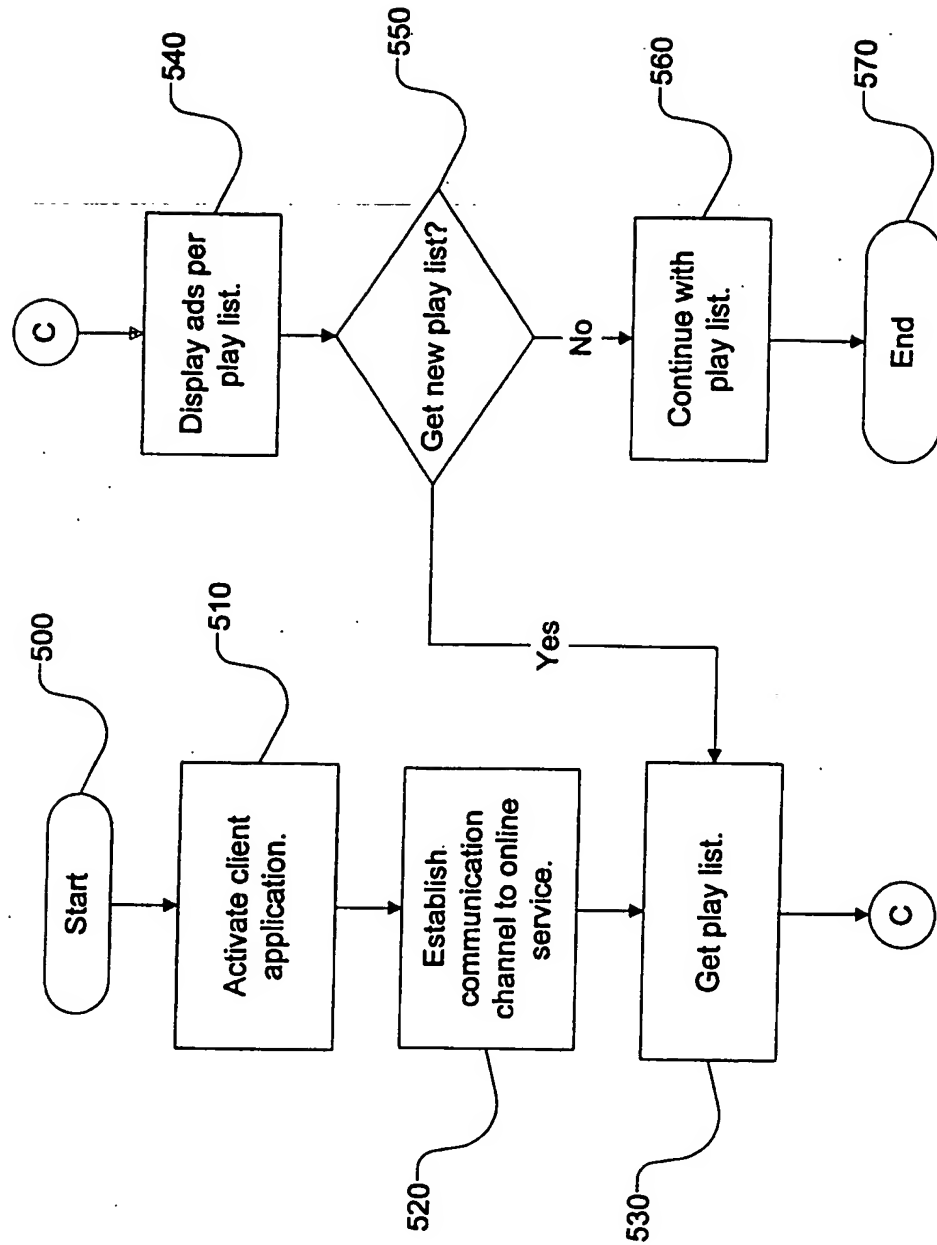 500
Start
510
Activate client
application.
520
Establish
communication
channel to online
service.
530
Get play list.
C
C
540
Display ads per
play list.
550
Get new play list?
Yes
No
560
Continue with
play list.
570
End